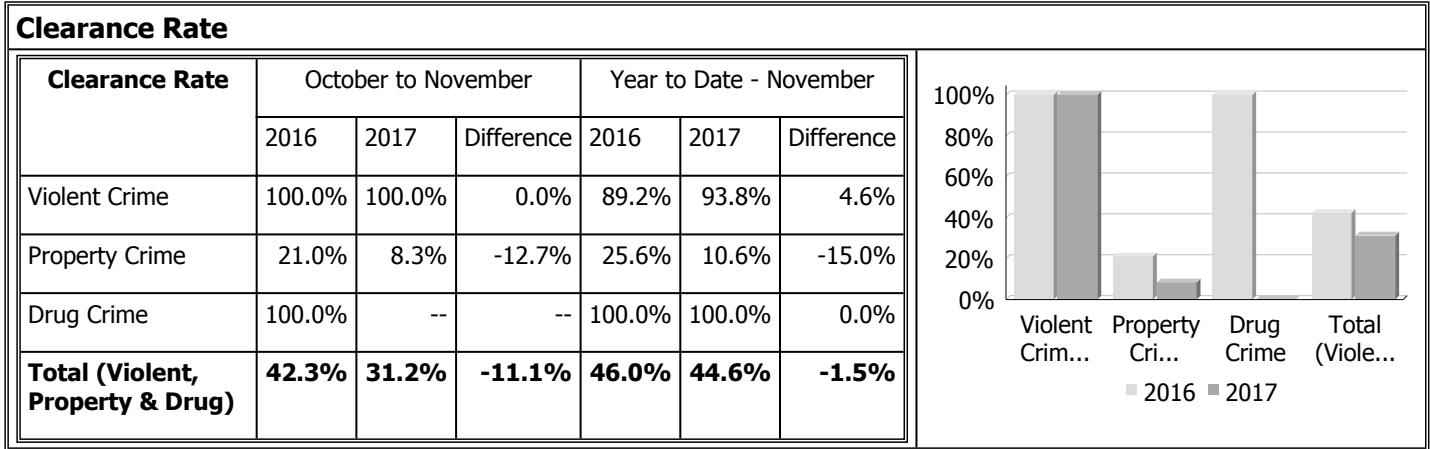 Clearance Rate
Clearance Rate October to November Year to Date - November
2016 2017 Difference 2016 2017 Difference
Violent Crime 100.0% 100.0% 0.0% 89.2% 93.8% 4.6%
Property Crime 21.0% 8.3% -12.7% 25.6% 10.6% -15.0%
Drug Crime 100.0% -- -- 100.0% 100.0% 0.0%
Total (Violent, 42.3% 31.2% -11.1% 46.0% 44.6% -1.5%
Property & Drug)
100%
80%
60%
40%
20%
0%
Violent Property Drug Total
Crim... Cri... Crime (Viole...
2016 2017